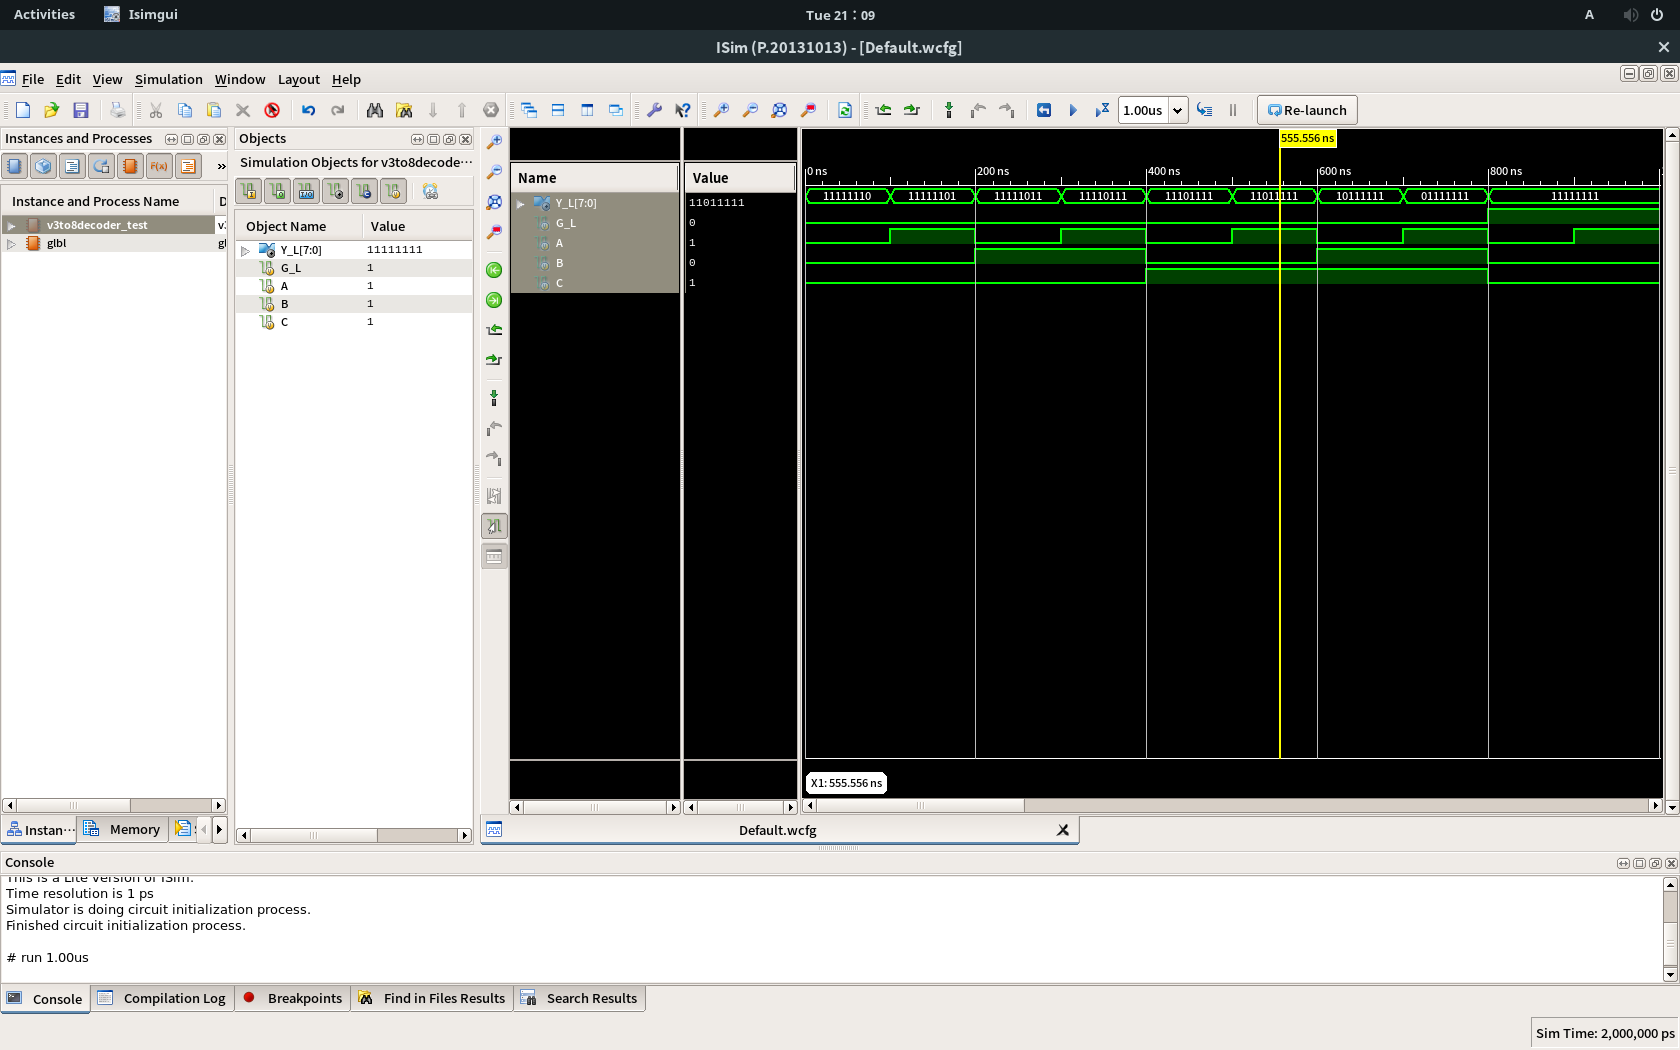 Activities
Isimgui
Tue 21:09
A
ISim (P.20131013) - [Default.wcfg]
File Edit View Simulation Window Layout Help
1.00us
Re-launch
Instances and Processes
F(x)
»
Instance and Process Name
v3to8decoder_test
glbl
Objects
Simulation Objects for v3to8decode···
Object Name Value
Y_L[7:0] 11111111
G_L 1
A 1
B 1
C 1
Name Value
Y_L[7:0] 11011111
G_L 0
A 1
B 0
C 1
555.556 ns
0 ns 200 ns 400 ns 600 ns 800 ns
11111110 11111101 11111011 11110111 11101111 11011111 10111111 01111111 11111111
X1: 555.556 ns
Instan···
Memory
Default.wcfg
Console
This is a Lite version of ISim.
Time resolution is 1 ps
Simulator is doing circuit initialization process.
Finished circuit initialization process.
# run 1.00us
Console
Compilation Log
Breakpoints
Find in Files Results
Search Results
Sim Time: 2,000,000 ps